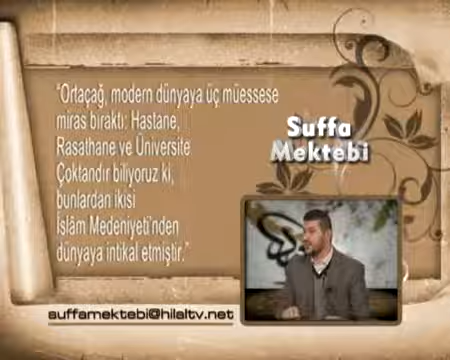 “Ortaçağ, modern dünyaya üç müessese
miras bıraktı: Hastane,
Rasathane ve Üniversite
Çoktandır biliyoruz ki,
bunlardan ikisi
İslâm Medeniyeti'nden
dünyaya intikal etmiştir.”
Suffa
Mektebi
suffamektebi@hilaltv.net